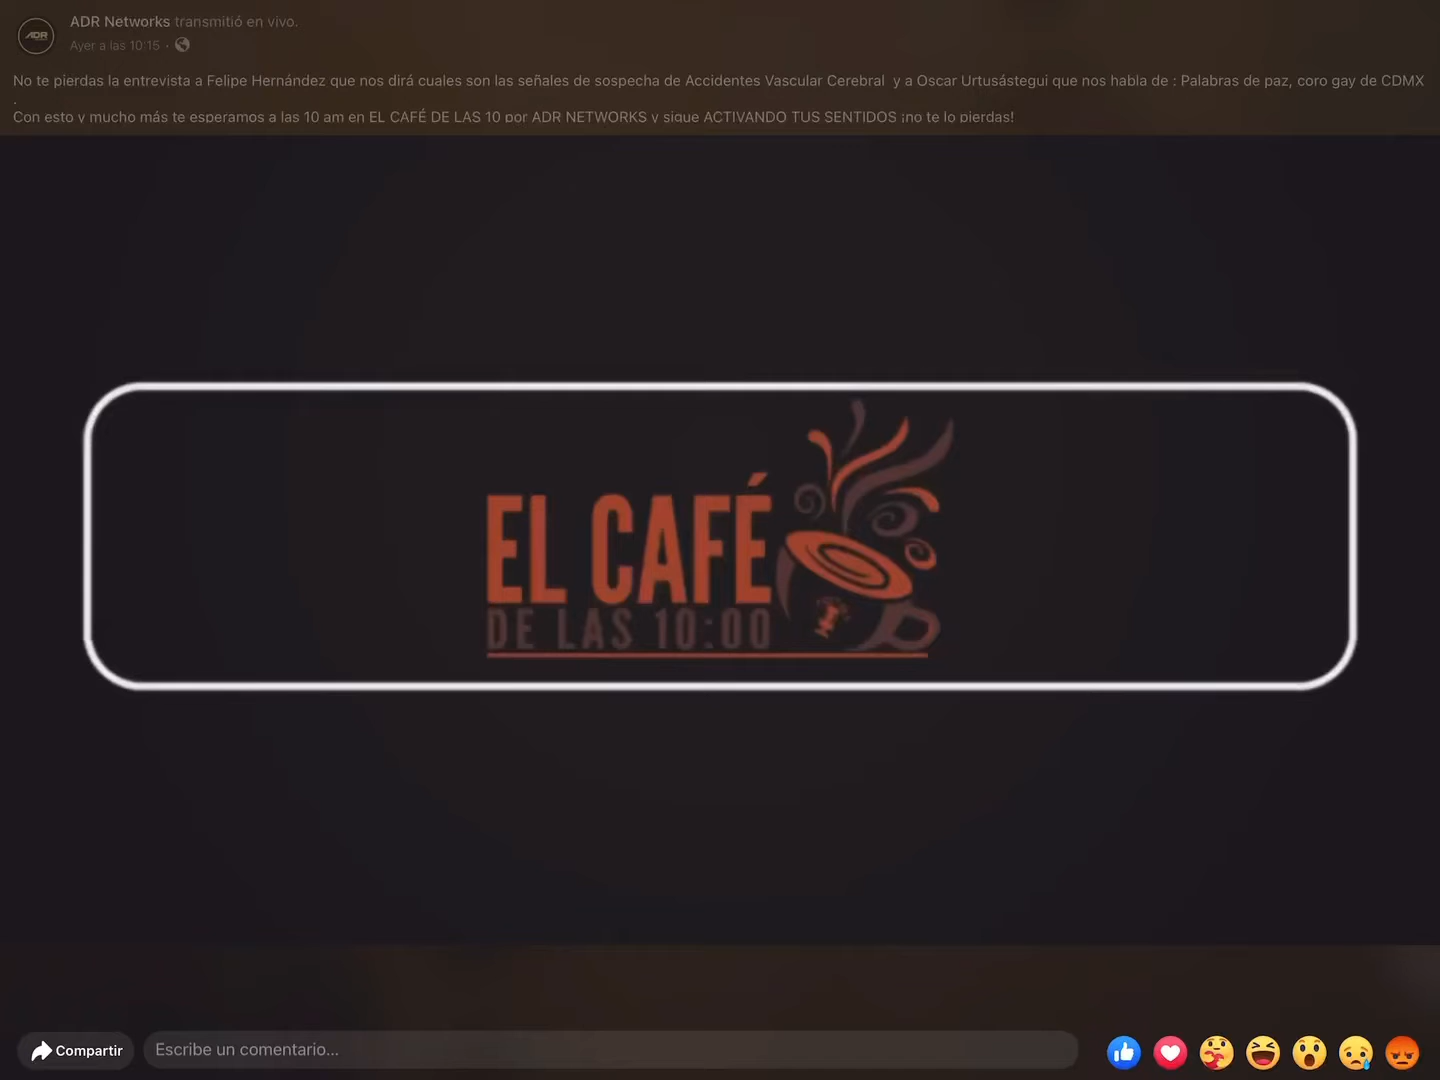 ADR Networks transmitió en vivo.
ADR
Ayer a las 10:15 ·
No te pierdas la entrevista a Felipe Hernández que nos dirá cuales son las señales de sospecha de Accidentes Vascular Cerebral y a Oscar Urtusástegui que nos habla de : Palabras de paz, coro gay de CDMX
.
Con esto y mucho más te esperamos a las 10 am en EL CAFÉ DE LAS 10 por ADR NETWORKS y sigue ACTIVANDO TUS SENTIDOS ¡no te lo pierdas!
EL CAFÉ
DE LAS 10:00
Compartir
Escribe un comentario...